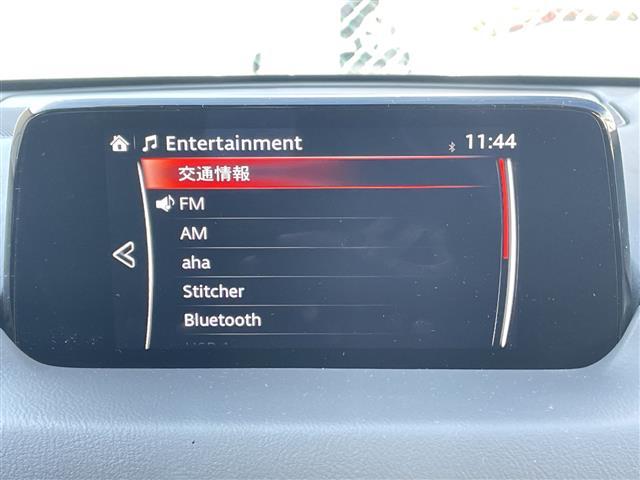 Entertainment 11:44
交通情報
FM
AM
aha
Stitcher
Bluetooth